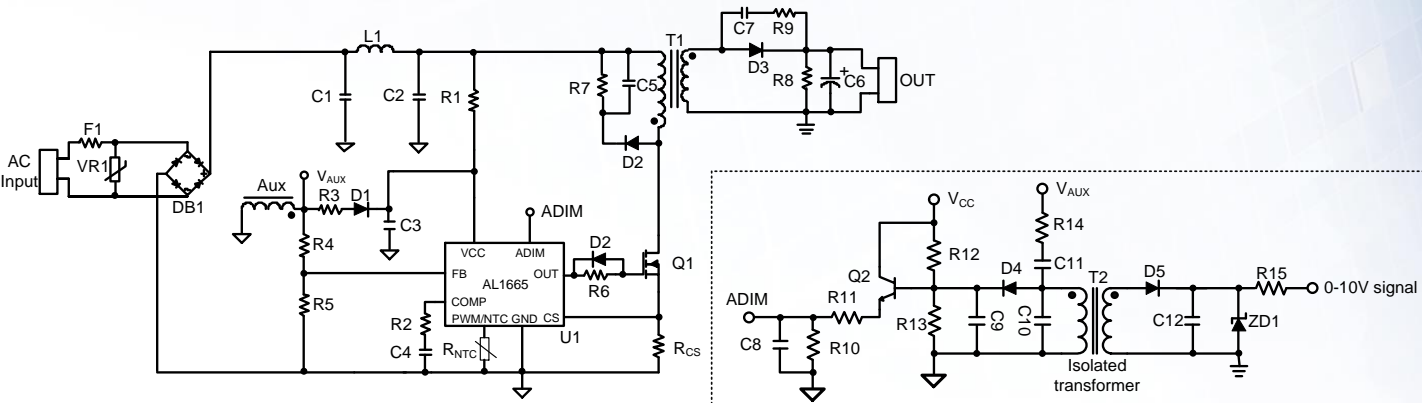 L1
C1
C2
R1
R7
C5
T1
D2
C7
R9
D3
R8
+
C6
OUT
AC
Input
F1
VR1
DB1
Aux
VAUX
R3
D1
C3
R4
R5
ADIM
VCC
ADIM
FB
OUT
AL1665
COMP
PWM/NTC
GND
CS
U1
D2
R6
Q1
R2
C4
RNTC
RCS
VCC
VAUX
R14
R12
C11
Q2
D4
T2
D5
R15
0-10V signal
ADIM
R11
R13
C9
C10
C12
ZD1
C8
R10
Isolated
transformer